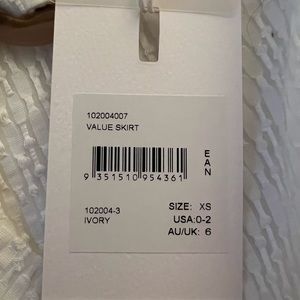 102004007
VALUE SKIRT
EAN
9 351510 954361
102004-3
IVORY
SIZE: XS
USA:0-2
AU/UK: 6